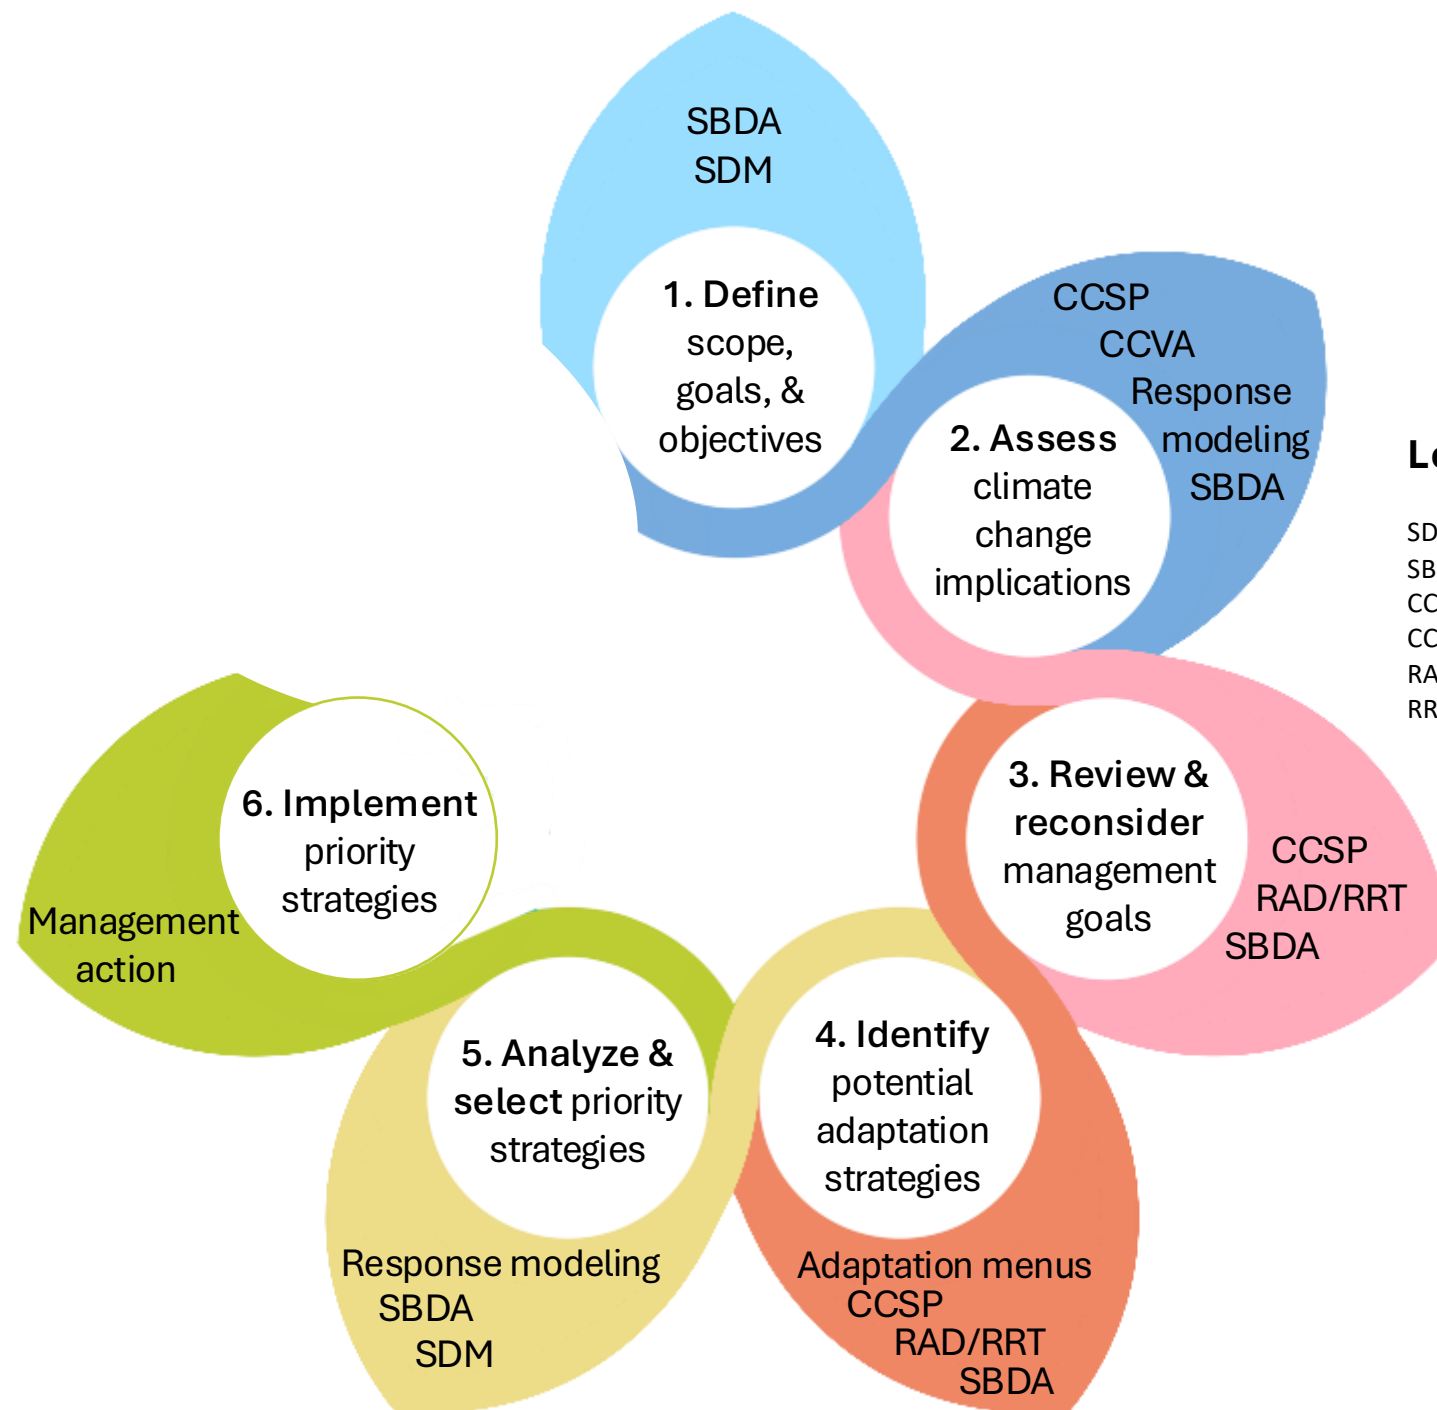 SBDA
SDM
1. Define
scope,
goals, &
objectives
CCSP
CCVA
Response
modeling
SBDA
2. Assess
climate
change
implications
3. Review &
reconsider
management
goals
CCSP
RAD/RRT
SBDA
4. Identify
potential
adaptation
strategies
Adaptation menus
CCSP
RAD/RRT
SBDA
5. Analyze &
select priority
strategies
Response modeling
SBDA
SDM
6. Implement
priority
strategies
Management
action